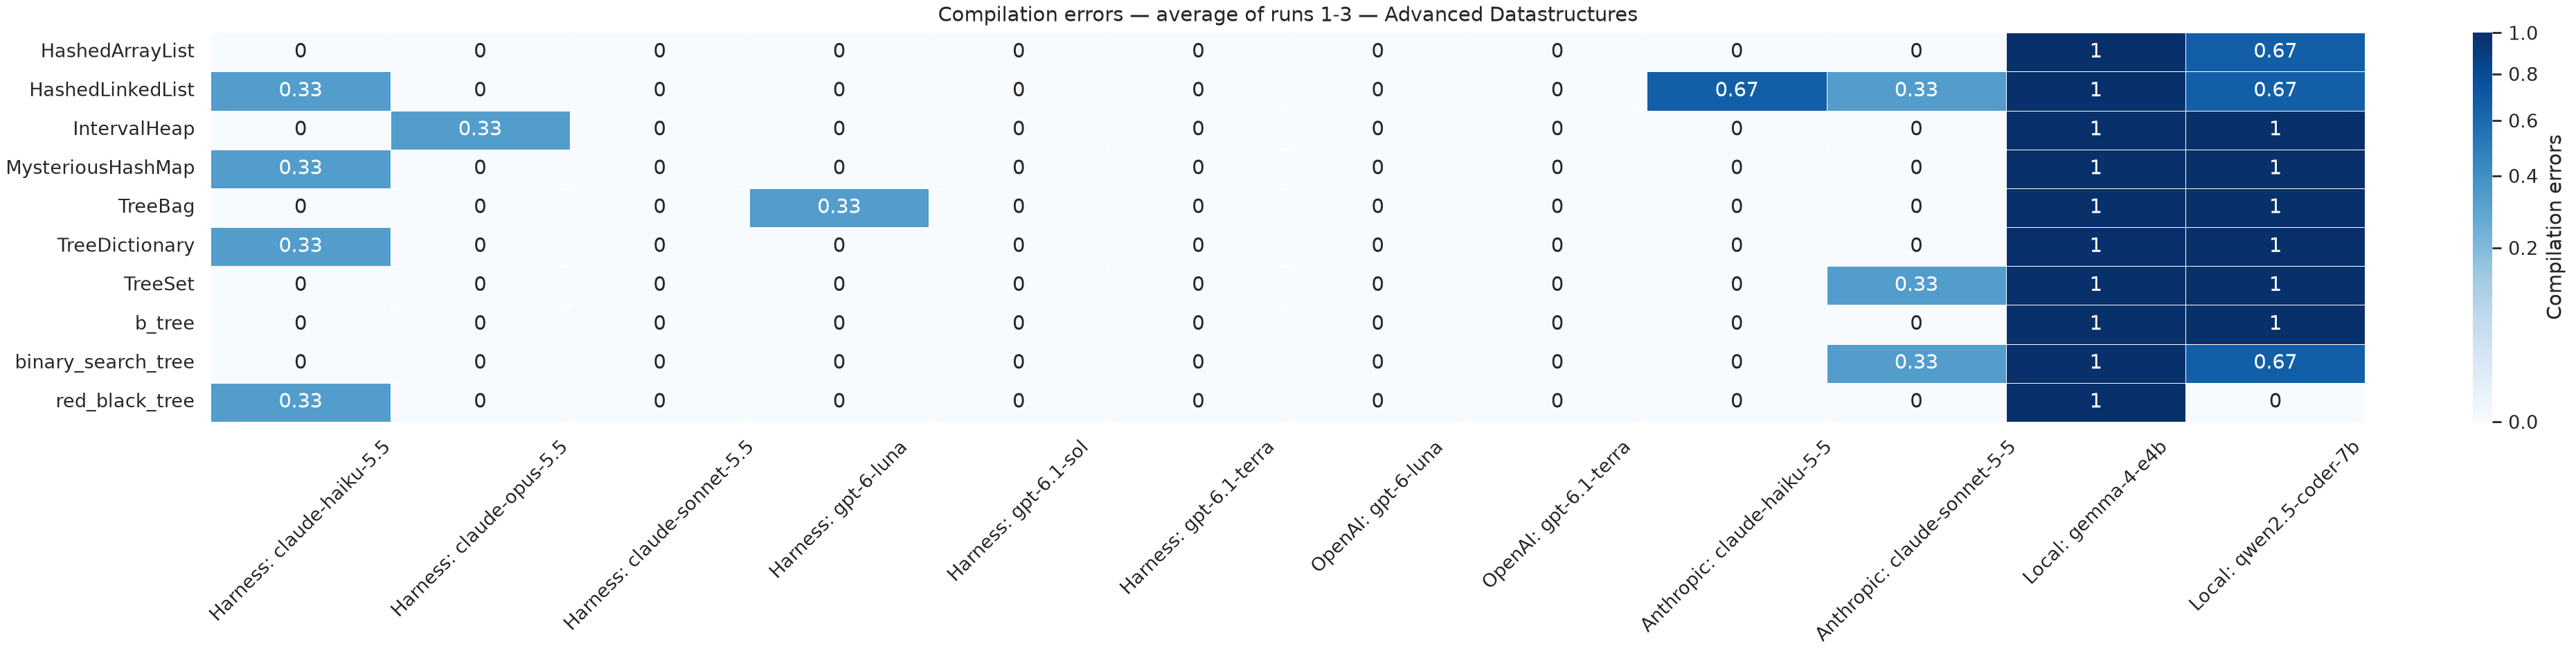 Compilation errors — average of runs 1-3 — Advanced Datastructures
HashedArrayList 0 0 0 0 0 0 0 0 0 0 1 0.67
HashedLinkedList 0.33 0 0 0 0 0 0 0 0.67 0.33 1 0.67
IntervalHeap 0 0.33 0 0 0 0 0 0 0 0 1 1
MysteriousHashMap 0.33 0 0 0 0 0 0 0 0 0 1 1
TreeBag 0 0 0 0.33 0 0 0 0 0 0 1 1
TreeDictionary 0.33 0 0 0 0 0 0 0 0 0 1 1
TreeSet 0 0 0 0 0 0 0 0 0 0.33 1 1
b_tree 0 0 0 0 0 0 0 0 0 0 1 1
binary_search_tree 0 0 0 0 0 0 0 0 0 0.33 1 0.67
red_black_tree 0.33 0 0 0 0 0 0 0 0 0 1 0
Harness: claude-haiku-5.5
Harness: claude-opus-5.5
Harness: claude-sonnet-5.5
Harness: gpt-6-luna
Harness: gpt-6.1-sol
Harness: gpt-6.1-terra
OpenAI: gpt-6-luna
OpenAI: gpt-6.1-terra
Anthropic: claude-haiku-5-5
Anthropic: claude-sonnet-5-5
Local: gemma-4-e4b
Local: qwen2.5-coder-7b
1.0
0.8
0.6
0.4
0.2
0.0
Compilation errors